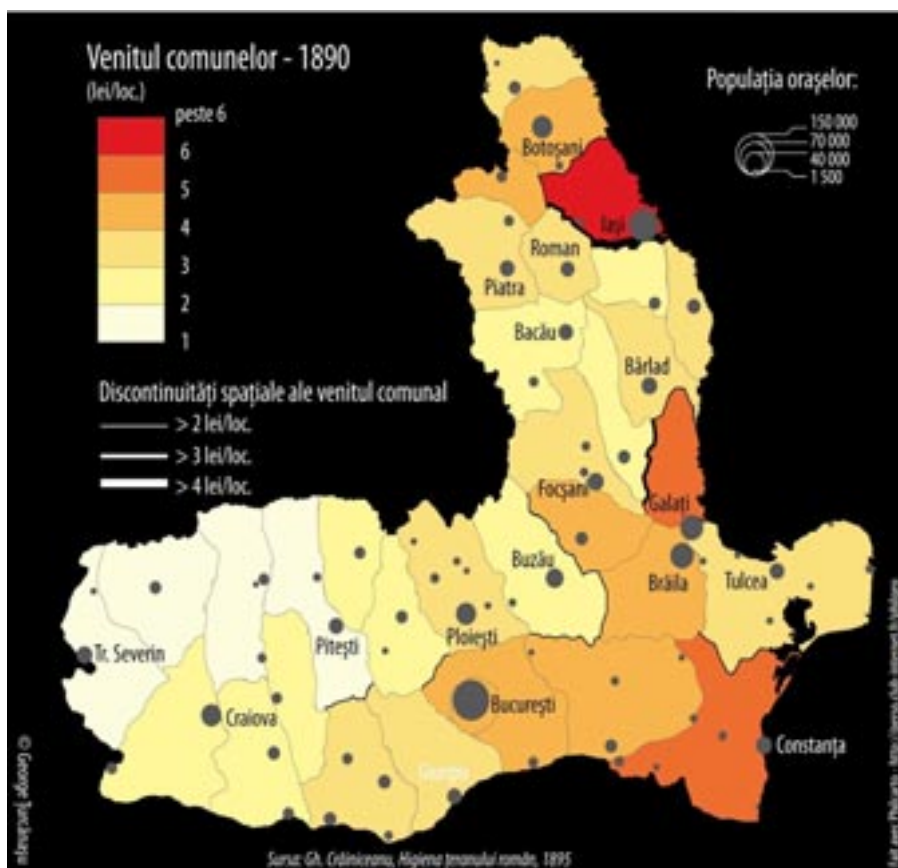 Venitul comunelor - 1890
(lei/loc.)
peste 6
6
5
4
3
2
1
Populația orașelor:
150 000
70 000
40 000
1 500
Discontinuități spațiale ale venitul comunal
> 2 lei/loc.
> 3 lei/loc.
> 4 lei/loc.
Botoșani
Iași
Roman
Piatra
Bacău
Bârlad
Focșani
Galați
Buzău
Brăila
Tulcea
Ploiești
Pitești
Tr. Severin
București
Craiova
Constanța
© George Țurcănașu
Sursa: Gh. Crăiniceanu, Higiena țeranului român, 1895